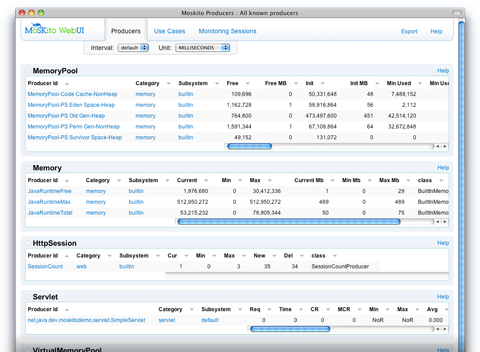 Moskito Producers : All known producers
MoSKito WebUI
Producers Use Cases Monitoring Sessions Export Help
Interval: default Unit: MILLISECONDS
MemoryPool Help
Producer Id Category Subsystem Free Free MB Init Init MB Min Used Min Us
MemoryPool-Code Cache-NonHeap memory builtin 109,696 0 50,331,648 48 7,489,152
MemoryPool-PS Eden Space-Heap memory builtin 1,162,728 1 58,916,864 56 2,112
MemoryPool-PS Old Gen-Heap memory builtin 764,800 0 473,497,600 451 42,514,120
MemoryPool-PS Perm Gen-NonHeap memory builtin 1,591,344 1 67,108,864 64 32,672,848
MemoryPool-PS Survivor Space-Heap memory builtin 49,152 0 131,072 0 0
Memory Help
Producer Id Category Subsystem Current Min Max Current Mb Min Mb Max Mb class
JavaRuntimeFree memory builtin 1,976,680 0 30,412,336 1 0 29 BuiltInMemo
JavaRuntimeMax memory builtin 512,950,272 0 512,950,272 489 0 489 BuiltInMemo
JavaRuntimeTotal memory builtin 53,215,232 0 78,905,344 50 0 75 BuiltInMemo
HttpSession Help
Producer Id Category Subsystem Cur Min Max New Del class
SessionCount web builtin 1 0 3 35 34 SessionCountProducer
Servlet Help
Producer Id Category Subsystem Req Time CR MCR Min Max Avg
net.java.dev.moskitodemo.servlet.SimpleServlet servlet default 0 0 0 0 NoR NoR 0.000
VirtualMemoryPool Help